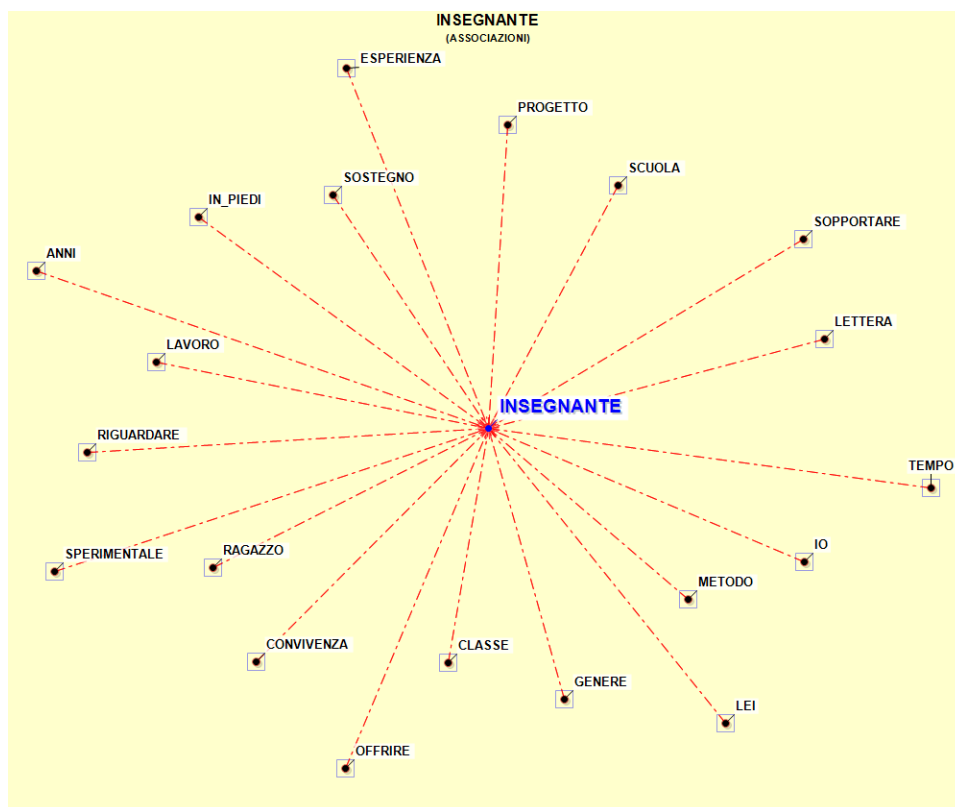 INSEGNANTE
(ASSOCIAZIONI)
ESPERIENZA
PROGETTO
SCUOLA
SOSTEGNO
IN_PIEDI
SOPPORTARE
ANNI
LETTERA
LAVORO
INSEGNANTE
RIGUARDARE
TEMPO
IO
SPERIMENTALE
RAGAZZO
METODO
CONVIVENZA
CLASSE
GENERE
LEI
OFFRIRE